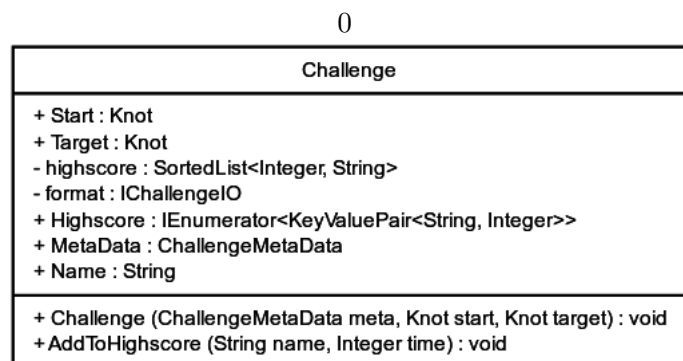 0
Challenge
+ Start : Knot
+ Target : Knot
- highscore : SortedList<Integer, String>
- format : IChallengeIO
+ Highscore : IEnumerator<KeyValuePair<String, Integer>>
+ MetaData : ChallengeMetaData
+ Name : String
+ Challenge (ChallengeMetaData meta, Knot start, Knot target) : void
+AddToHighscore (String name, Integer time) : void